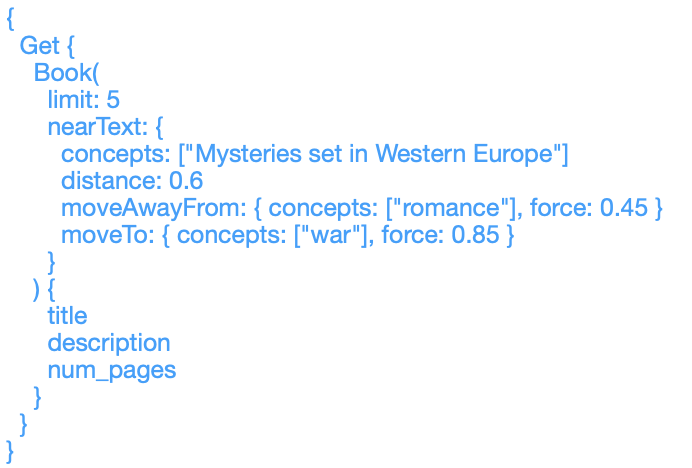 {
Get {
Book(
limit: 5
nearText: {
concepts: ["Mysteries set in Western Europe"]
distance: 0.6
moveAwayFrom: { concepts: ["romance"], force: 0.45 }
moveTo: { concepts: ["war"], force: 0.85 }
}
) {
title
description
num_pages
}
}
}